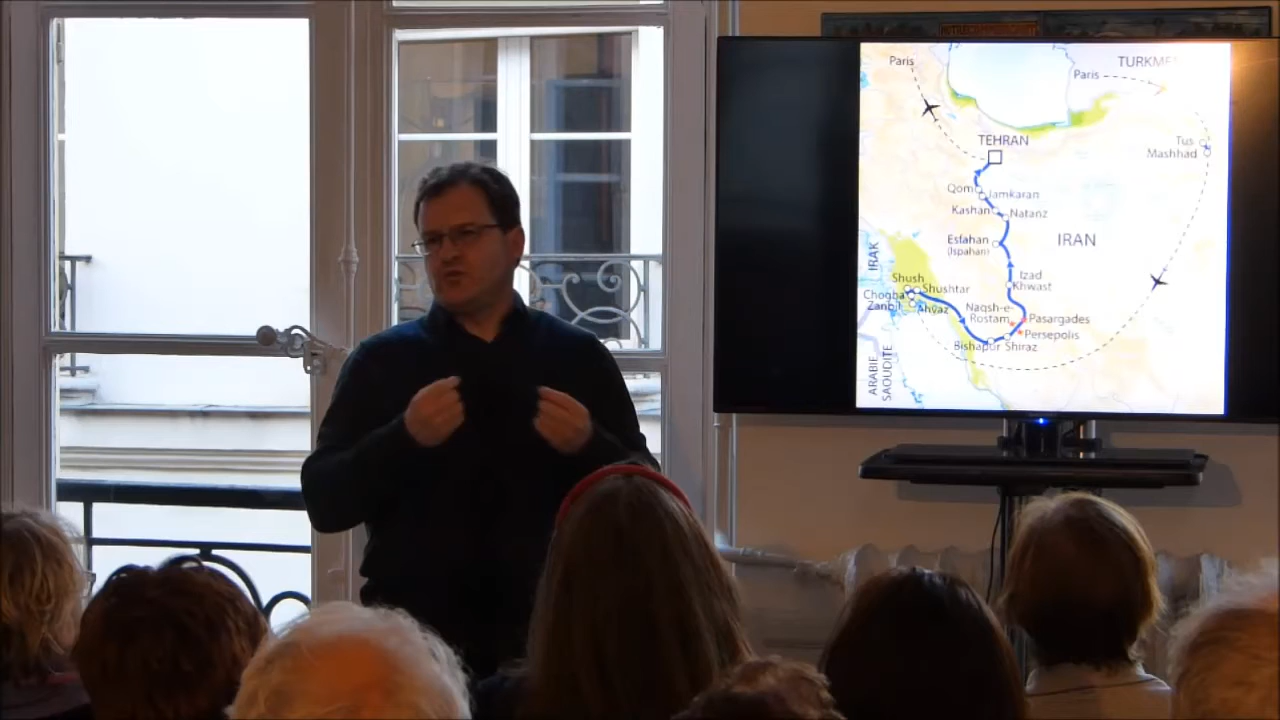 Paris
TURKME
Paris
TEHRAN
Tus
Mashhad
Qom
Jamkaran
Kashan
Natanz
Esfahan
(Ispahan)
IRAN
IRAK
Izad
Khwast
Shush
Shushtar
Choqha
Zanbil
Ahvaz
Naqsh-e-
Rostam
Pasargades
Persepolis
Bishapur
Shiraz
ARABIE
SAOUDITE